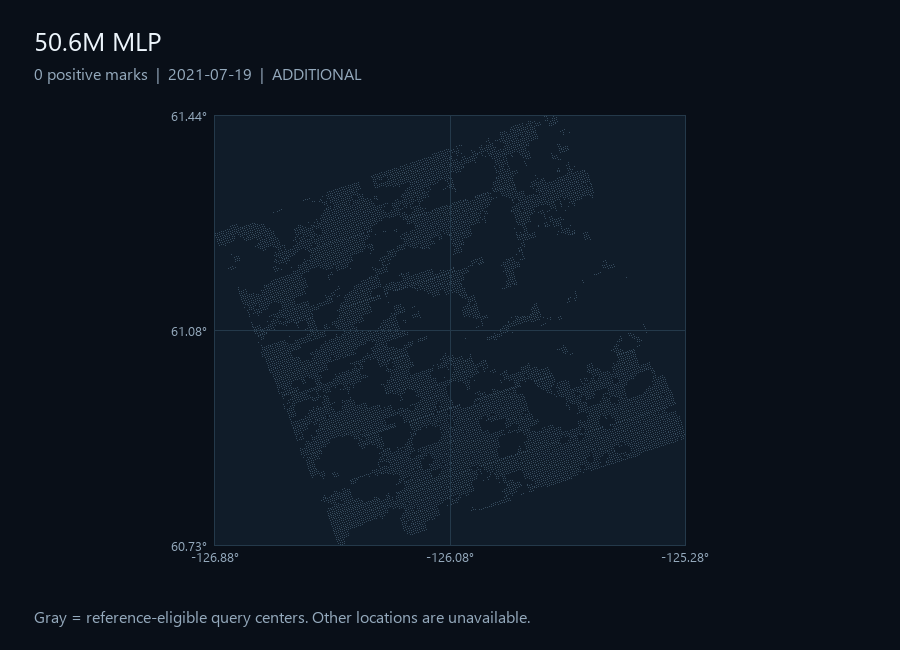 50.6M MLP
0 positive marks | 2021-07-19 | ADDITIONAL
61.44°
61.08°
60.73°
-126.88° -126.08° -125.28°
Gray = reference-eligible query centers. Other locations are unavailable.